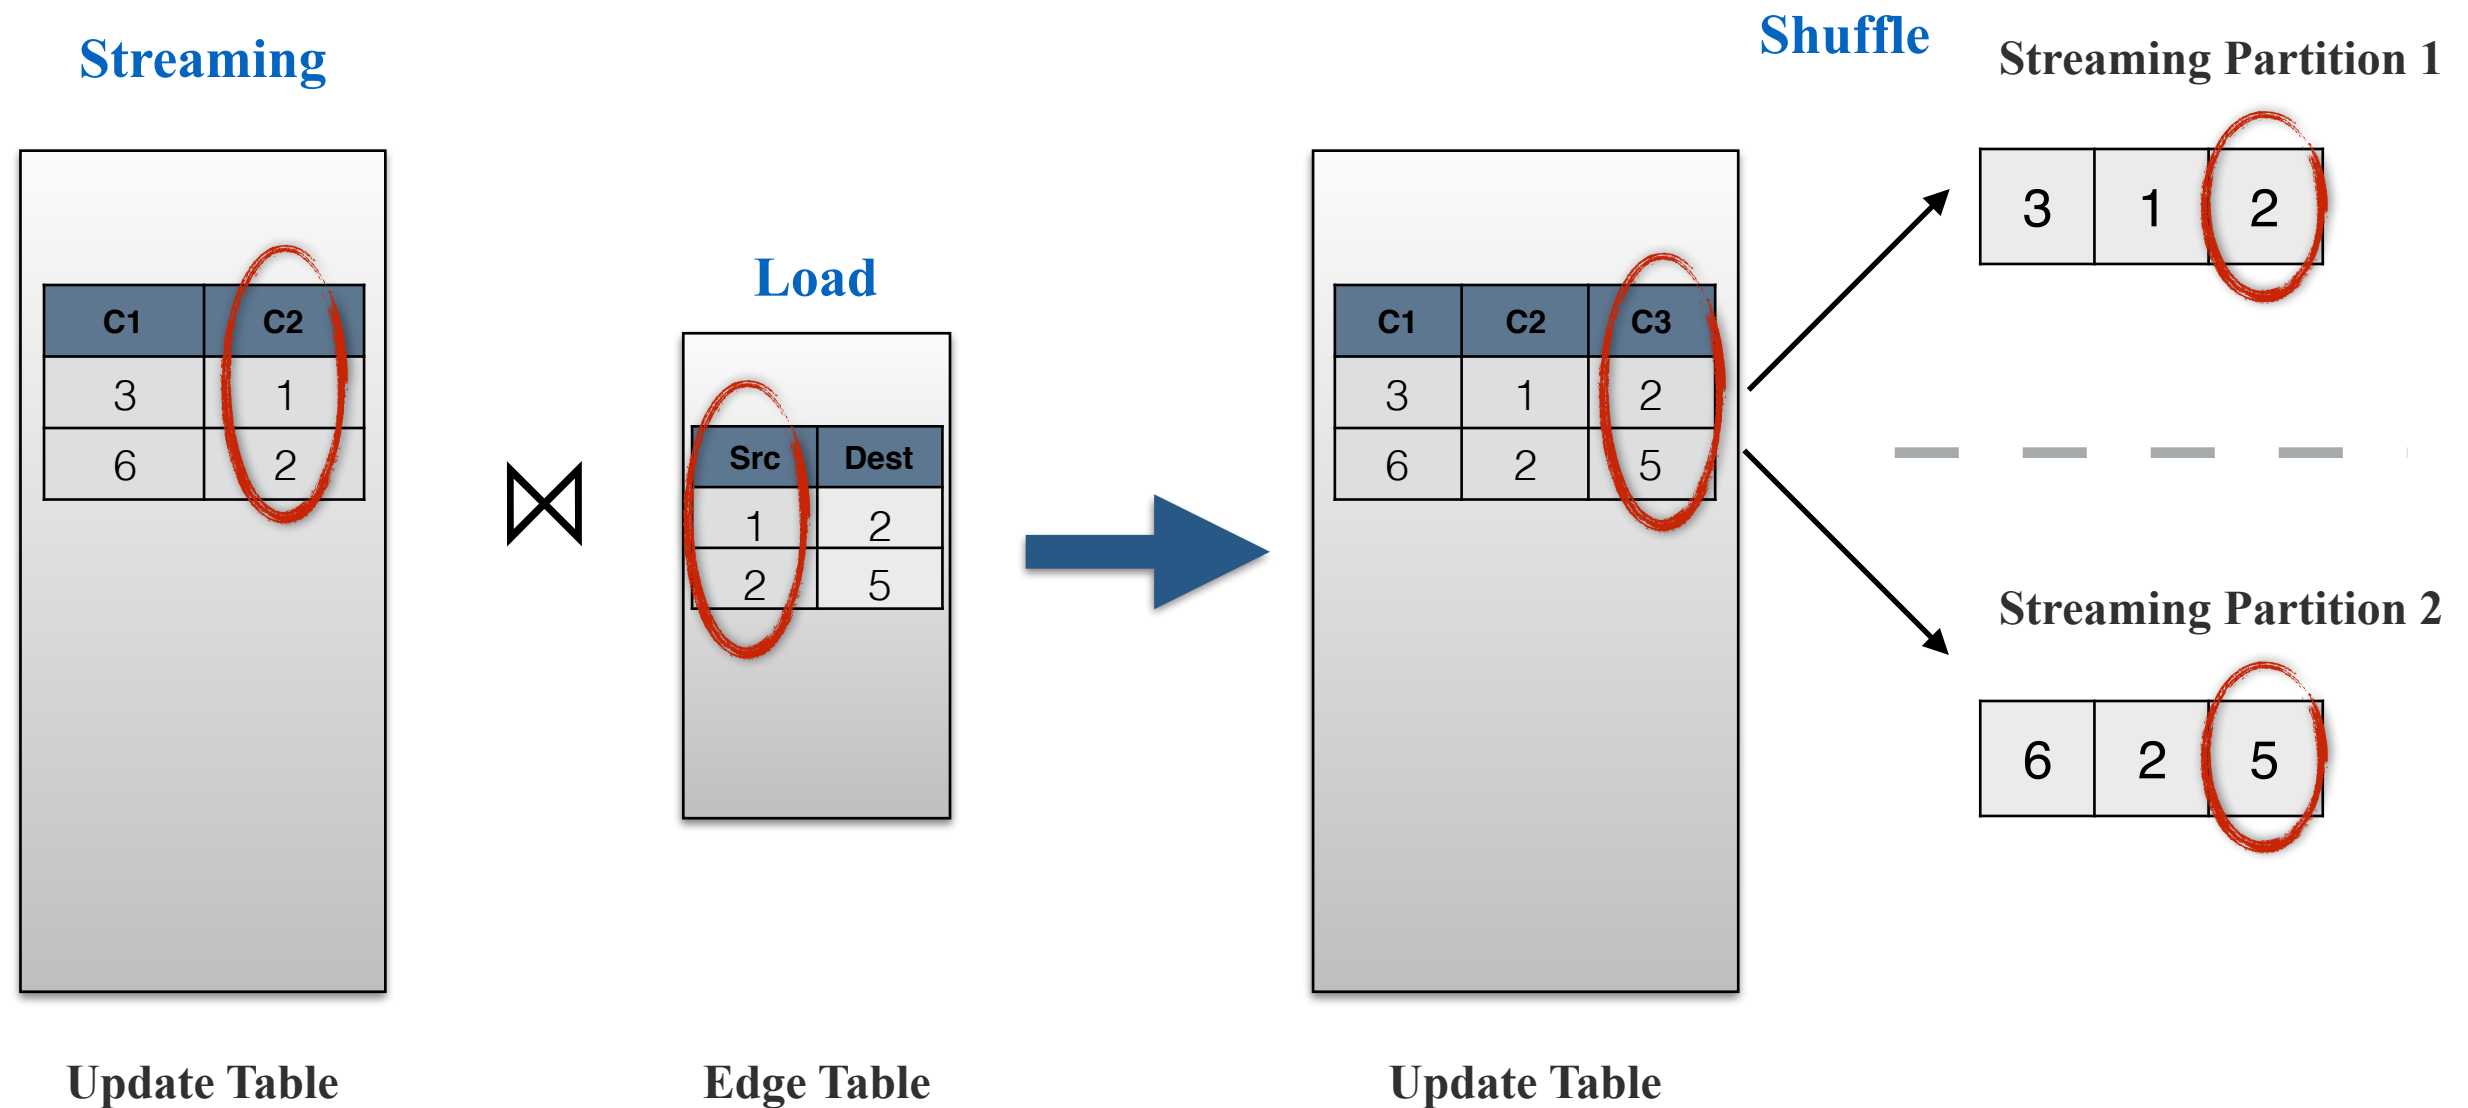 Streaming
C1 C2
3 1
6 2
Update Table
Load
Src Dest
1 2
2 5
Edge Table
C1 C2 C3
3 1 2
6 2 5
Update Table
Shuffle
Streaming Partition 1
3 1 2
Streaming Partition 2
6 2 5